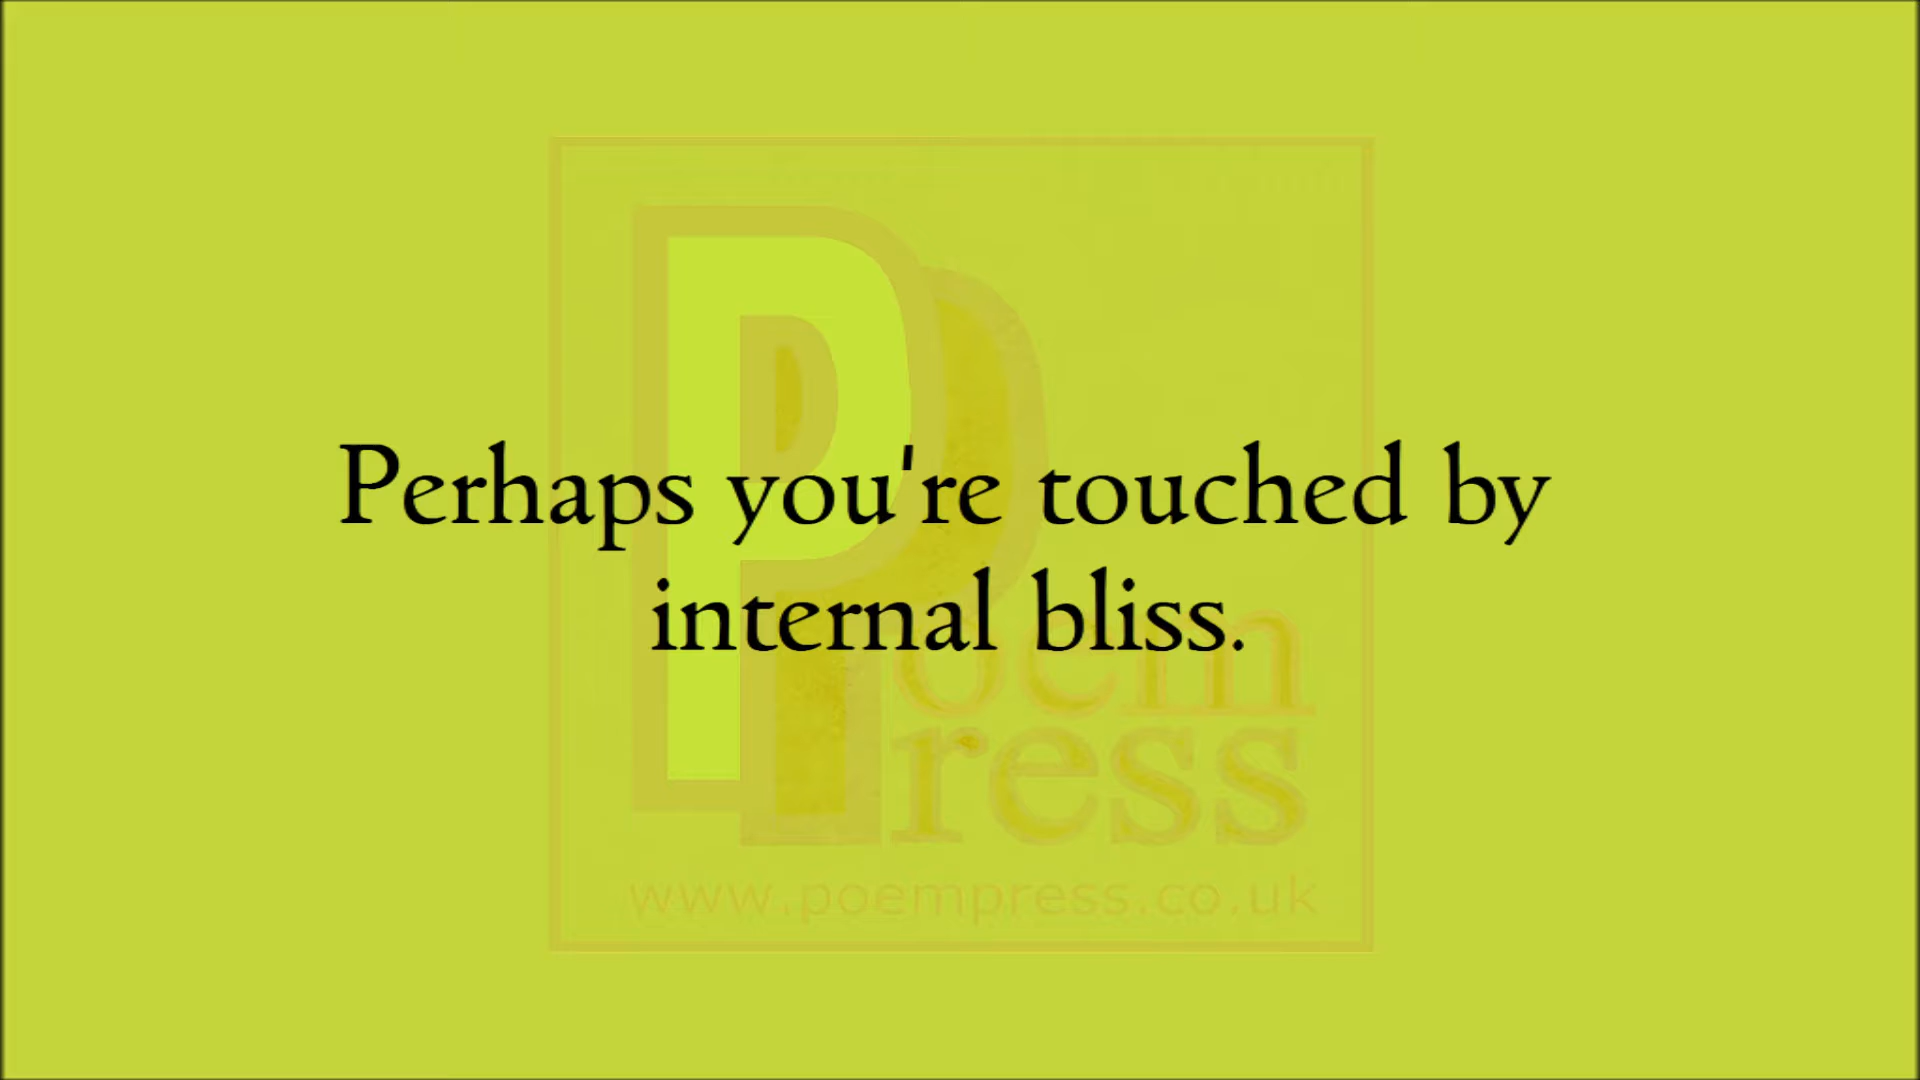 Perhaps you're touched by
internal bliss.
Poem
Press
www.poempress.co.uk